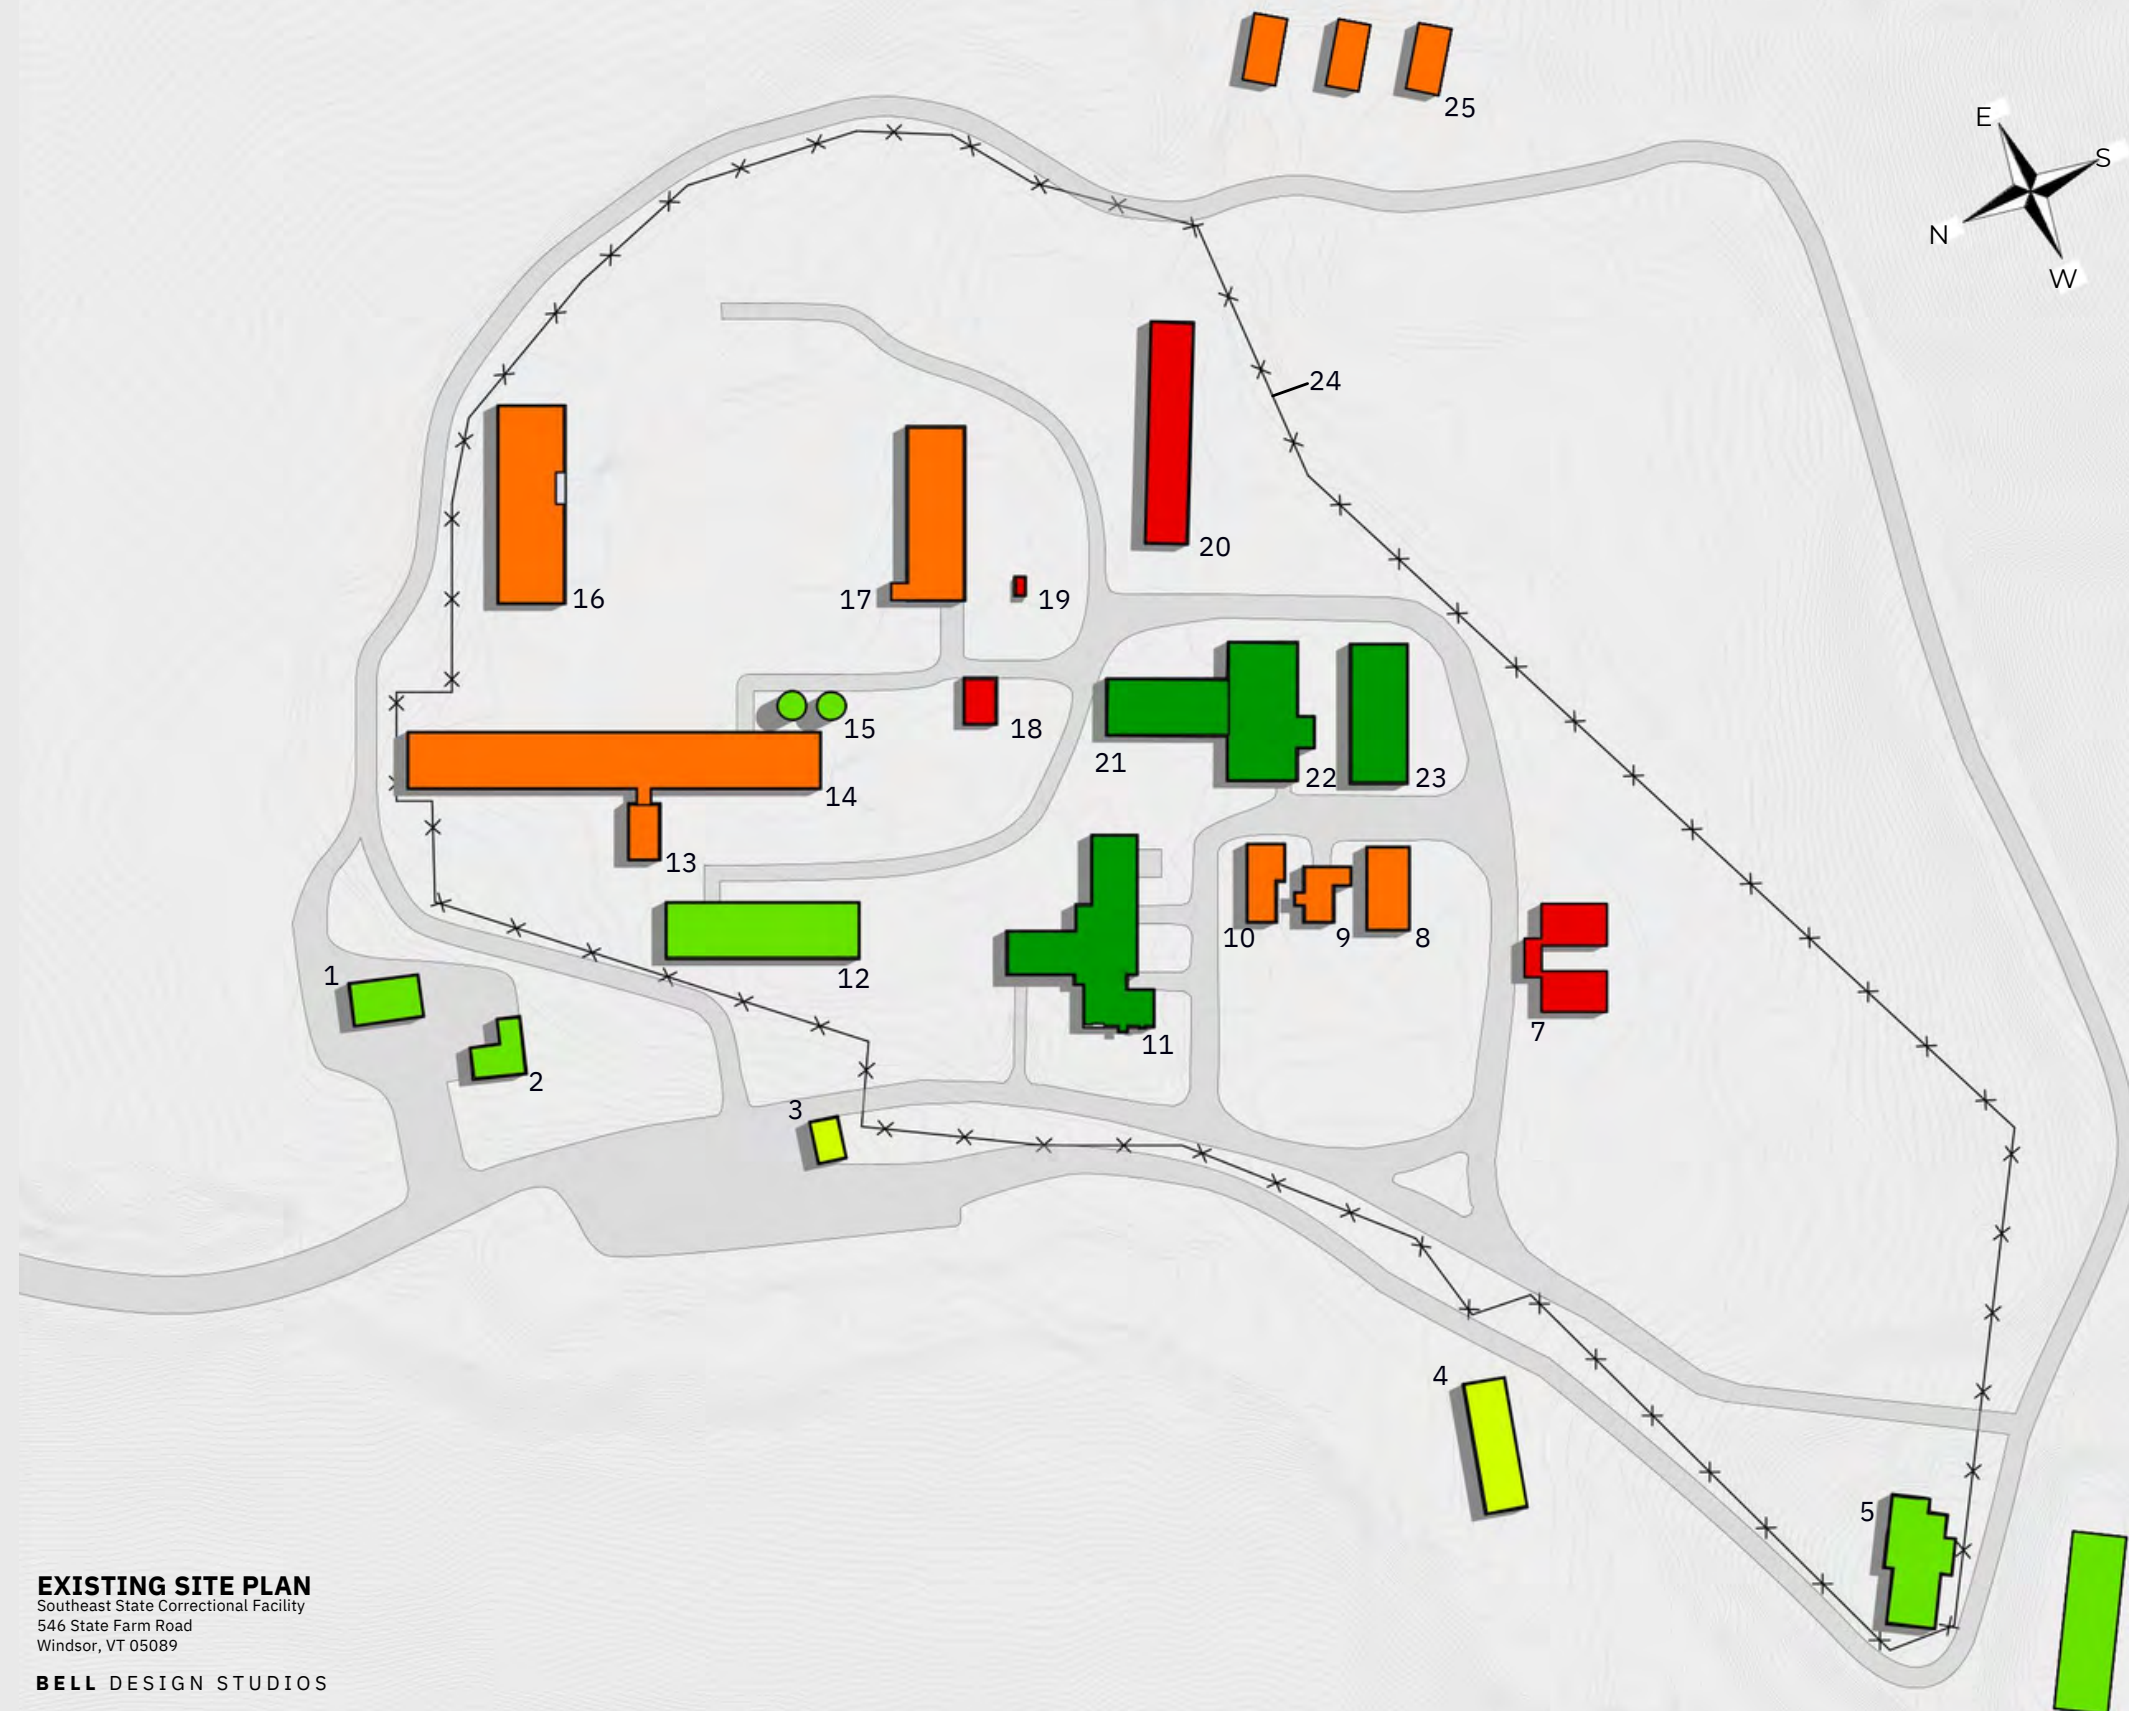 25
E
S
N
W
24
20
16
17
19
15
18
21
22
23
14
13
10
9
8
12
1
7
11
2
3
4
5
EXISTING SITE PLAN
Southeast State Correctional Facility
546 State Farm Road
Windsor, VT 05089
BELL DESIGN STUDIOS